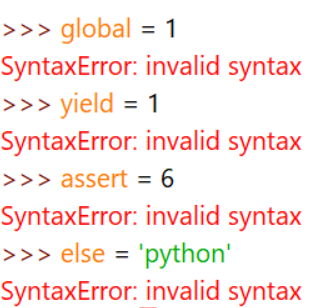 >>> global = 1
SyntaxError: invalid syntax
>>> yield = 1
SyntaxError: invalid syntax
>>> assert = 6
SyntaxError: invalid syntax
>>> else = 'python'
SyntaxError: invalid syntax